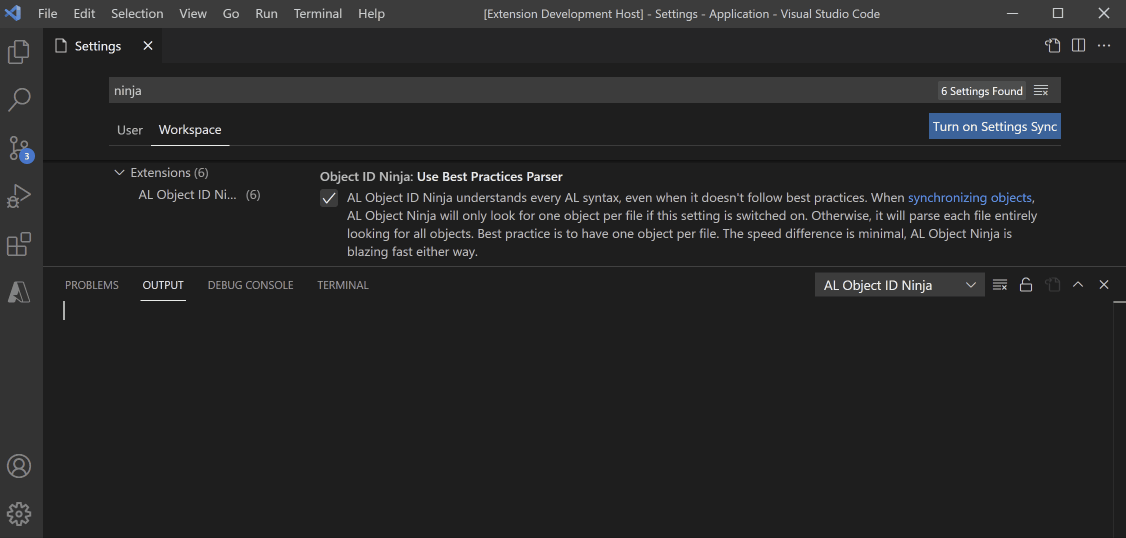 File Edit Selection View Go Run Terminal Help [Extension Development Host] - Settings - Application - Visual Studio Code
Settings
ninja 6 Settings Found
User Workspace Turn on Settings Sync
3
Extensions (6)
AL Object ID Ni... (6)
Object ID Ninja: Use Best Practices Parser
AL Object ID Ninja understands every AL syntax, even when it doesn't follow best practices. When synchronizing objects,
AL Object Ninja will only look for one object per file if this setting is switched on. Otherwise, it will parse each file entirely
looking for all objects. Best practice is to have one object per file. The speed difference is minimal, AL Object Ninja is
blazing fast either way.
PROBLEMS OUTPUT DEBUG CONSOLE TERMINAL AL Object ID Ninja